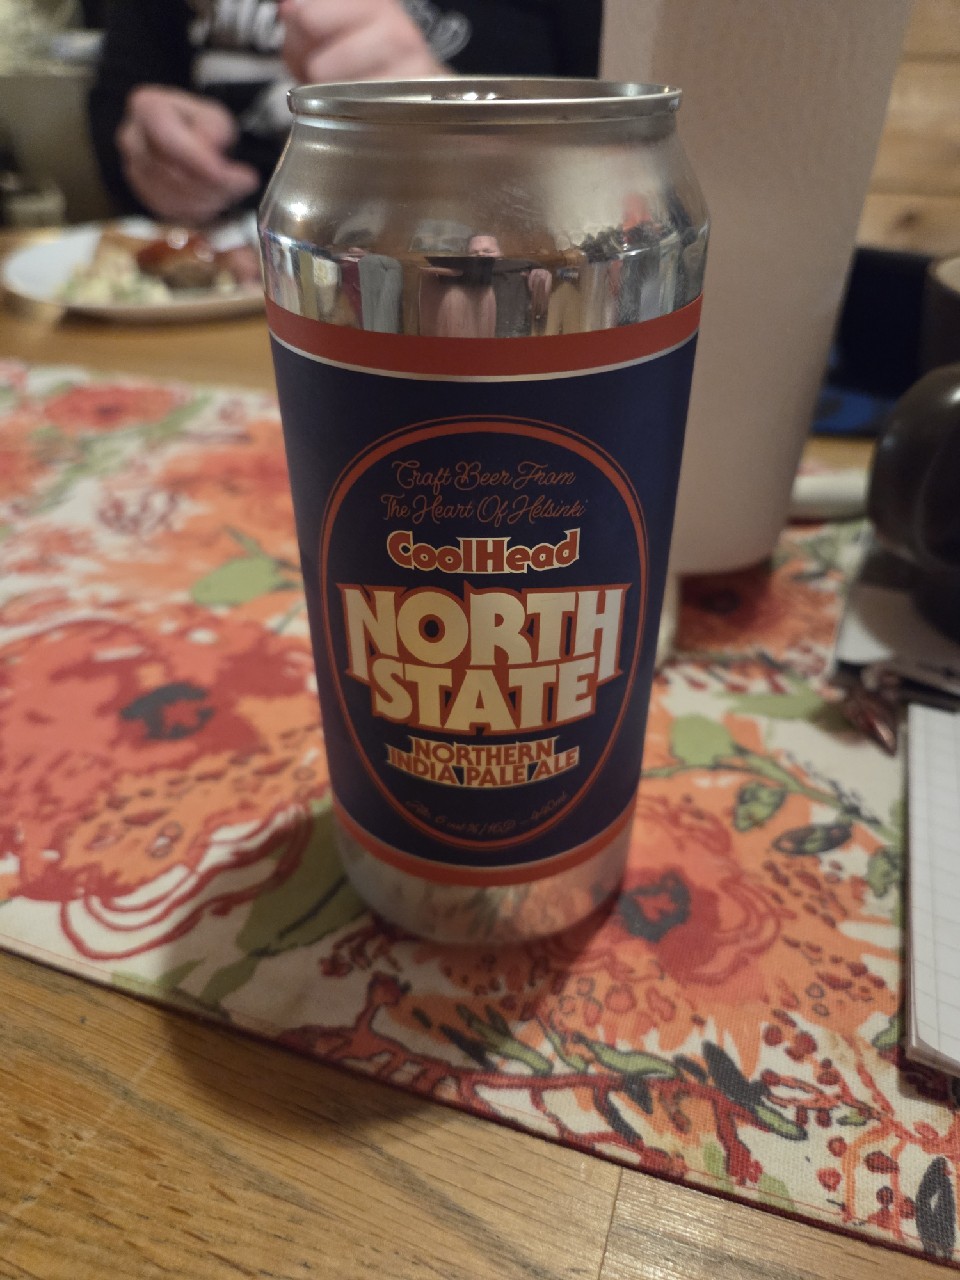 Craft Beer From
The Heart Of Helsinki
CoolHead
NORTH
STATE
NORTHERN
INDIA PALE ALE